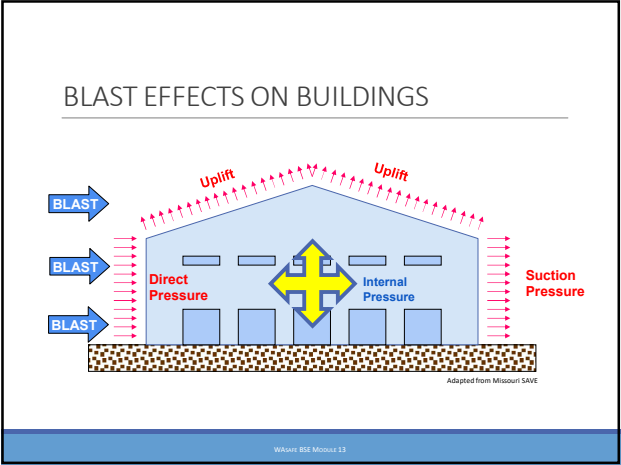 BLAST EFFECTS ON BUILDINGS
Uplift
Uplift
BLAST
BLAST
Direct
Pressure
Internal
Pressure
Suction
Pressure
BLAST
Adapted from Missouri SAVE
WASAFE BSE MODULE 13